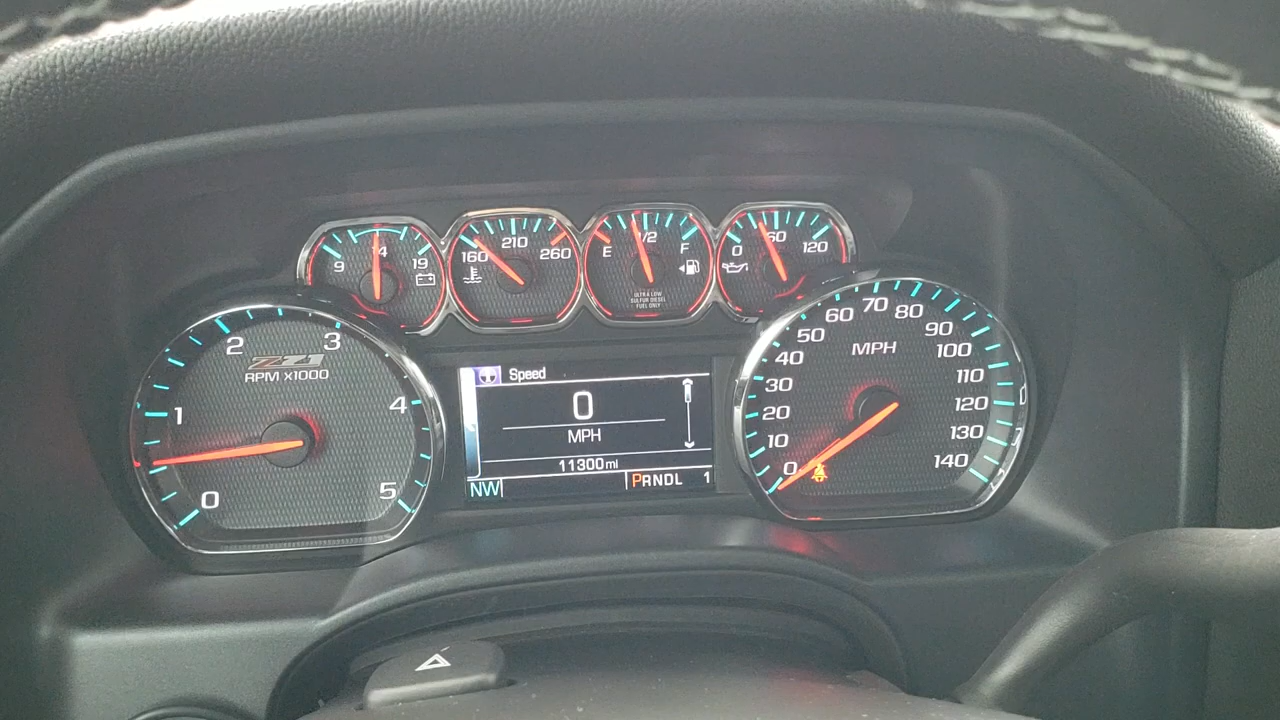 9 14 19
160 210 260
E 1/2 F
ULTRA LOW
SULFUR DIESEL
FUEL ONLY
0 60 120
0 1 2 3 4 5
Z71
RPM X1000
Speed
0
MPH
11300mi
NW
PRNDL 1
MPH
0 10 20 30 40 50 60 70 80 90 100 110 120 130 140